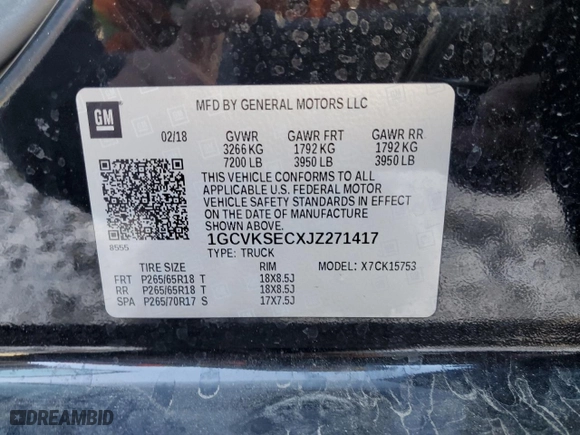 GM
MFD BY GENERAL MOTORS LLC
02/18 GVWR GAWR FRT GAWR RR
3266 KG 1792 KG 1792 KG
7200 LB 3950 LB 3950 LB
THIS VEHICLE CONFORMS TO ALL
APPLICABLE U.S. FEDERAL MOTOR
VEHICLE SAFETY STANDARDS IN EFFECT
ON THE DATE OF MANUFACTURE
SHOWN ABOVE.
8555
1GCVKSECXJZ271417
TYPE: TRUCK
TIRE SIZE RIM MODEL: X7CK15753
FRT P265/65R18 T 18X8.5J
RR P265/65R18 T 18X8.5J
SPA P265/70R17 S 17X7.5J
DREAMBID